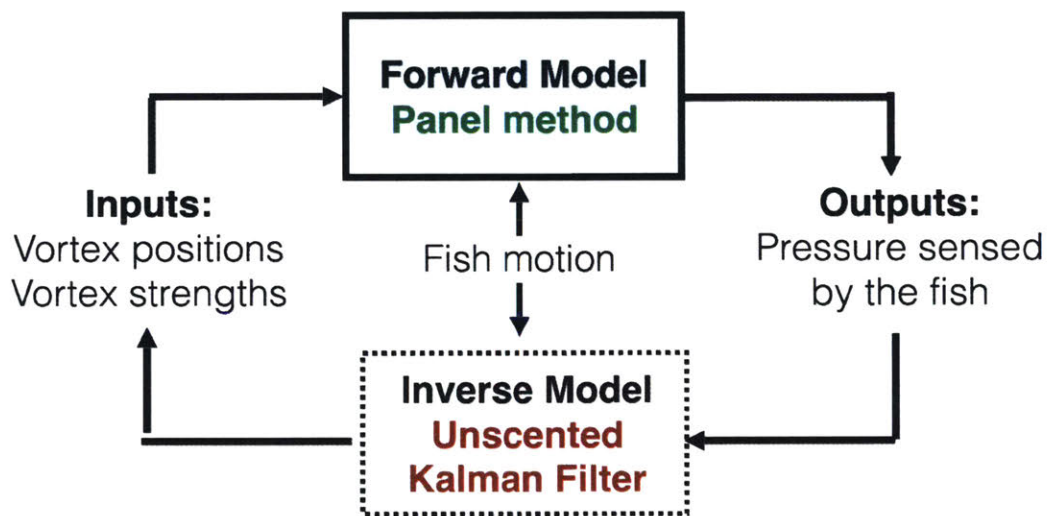 Forward Model
Panel method
Inputs:
Vortex positions
Vortex strengths
Fish motion
Outputs:
Pressure sensed
by the fish
Inverse Model
Unscented
Kalman Filter